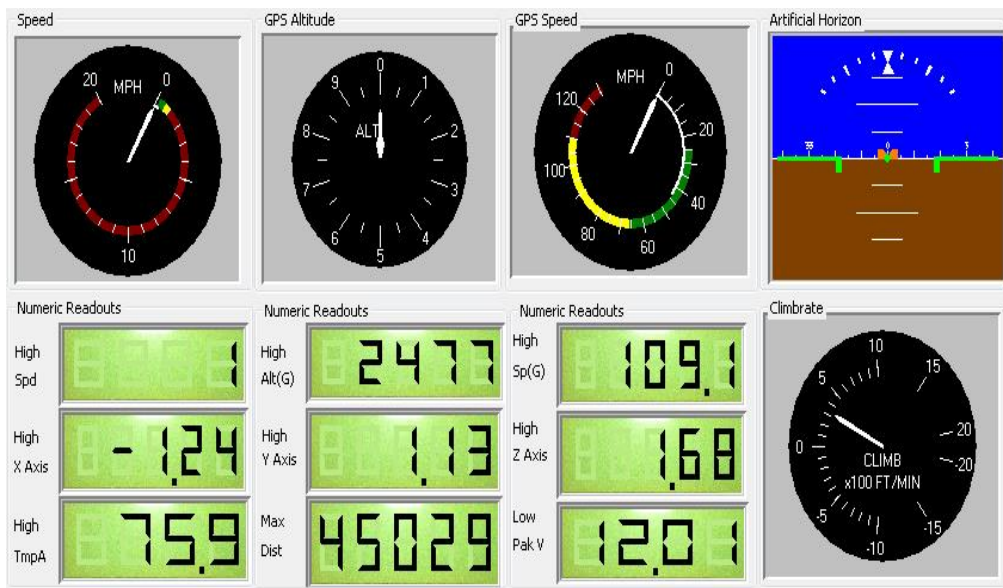 Speed
20 0
MPH
10
GPS Altitude
0
9 1
8 2
ALT
7 3
6 4
5
GPS Speed
MPH 0
120
20
100
40
80 60
Artificial Horizon
33 0 3
Numeric Readouts
High
Spd
1
High
X Axis
-1.24
High
TmpA
75.9
Numeric Readouts
High
Alt(G)
2477
High
Y Axis
1.13
Max
Dist
45029
Numeric Readouts
High
Sp(G)
109.1
High
Z Axis
1.68
Low
Pak V
12.01
Climbrate
10
5 15
0 20
-20
CLIMB
x100 FT/MIN
-5 -15
-10